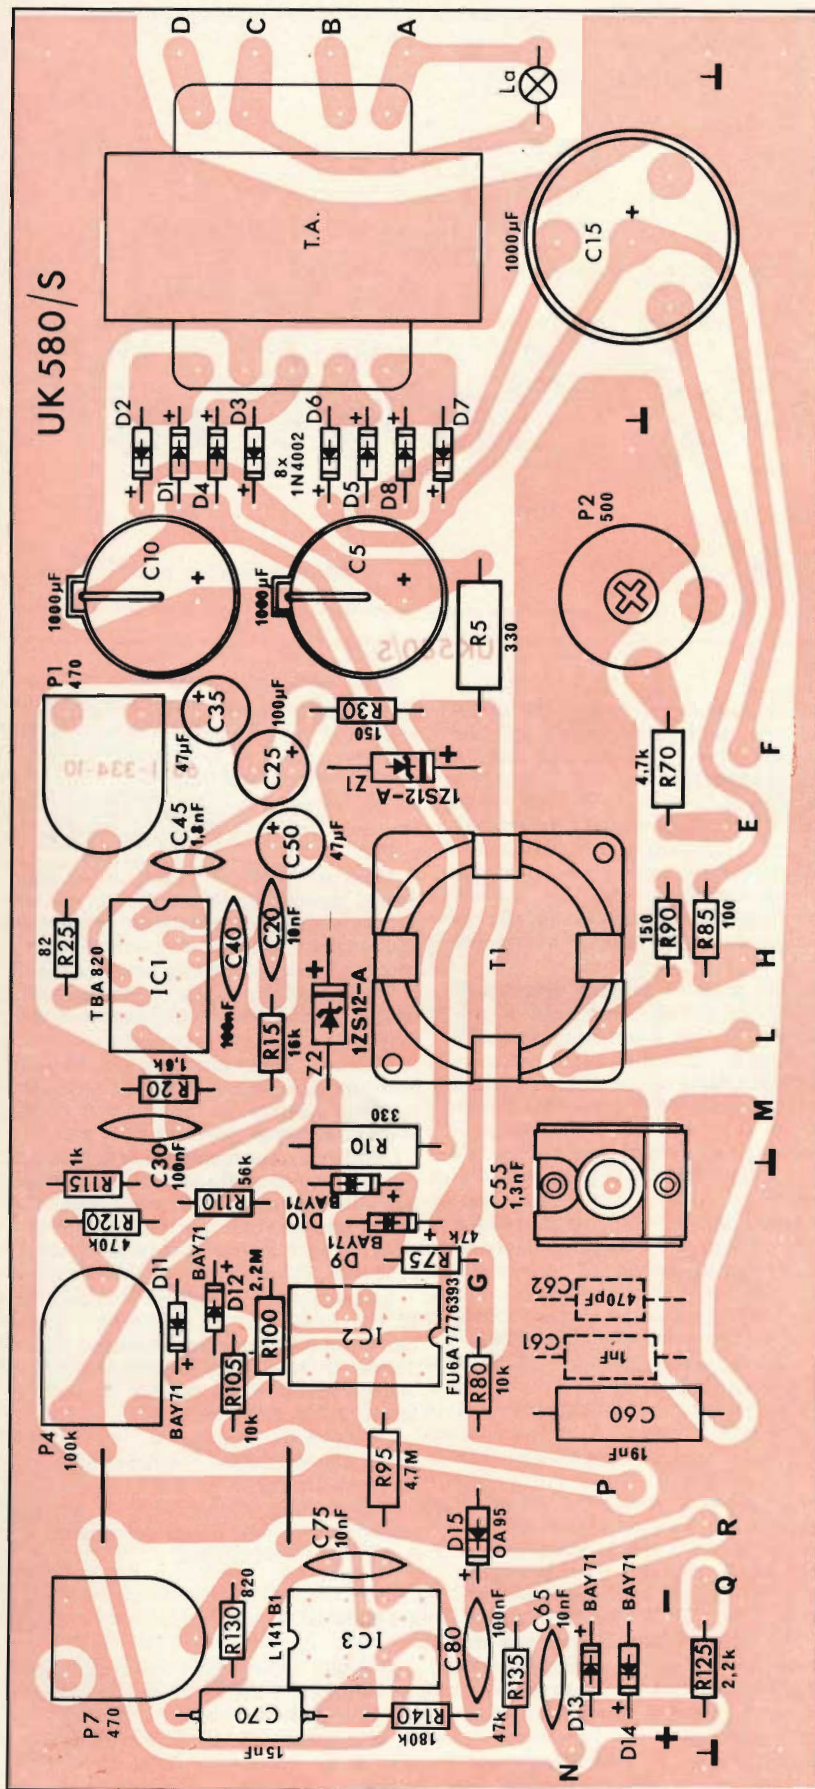 UK 580/S
D
C
B
A
La
T.A.
1000µF
C15
+
D2
D1
D4
D3
8x
1N4002
D6
D5
D8
D7
1000µF
C10
+
1000µF
C5
+
R5
330
P2
500
UK580/S
P1
470
47µF
C35
+
100µF
C25
+
R30
150
Z1
1ZS12-A
+
C45
1,8nF
C50
+
47µF
4,7k
R70
F
E
82
R25
TBA820
IC1
C40
100nF
C20
10nF
R15
16k
Z2
1ZS12-A
+
T1
150
R90
R85
100
H
L
M
R20
1,6k
C30
100nF
1k
R115
R120
470k
R110
56k
R10
330
D10
BAY71
D9
BAY71
+
R75
47k
G
C55
1,3nF
C62
470pF
C61
1nF
C60
19nF
P4
100k
D11
BAY71
+
BAY71
D12
+
2,2M
R100
R105
10k
IC2
FU6A7776393
R80
10k
R95
4,7M
P
P7
470
R130
820
L141 B1
IC3
C75
10nF
D15
OA95
+
C80
100nF
C70
15nF
R140
180k
R135
47k
C65
10nF
D13
BAY71
+
D14
BAY71
+
N
R
Q
−
+
R125
2,2k